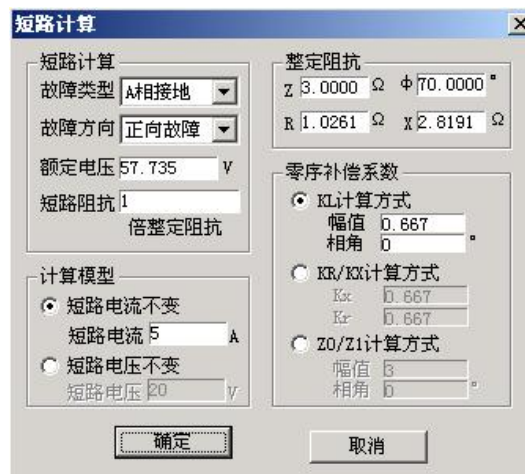 短路计算
短路计算
故障类型 A相接地
故障方向 正向故障
额定电压 57.735 V
短路阻抗 1
倍整定阻抗
计算模型
短路电流不变
短路电流 5 A
短路电压不变
短路电压 20 V
整定阻抗
Z 3.0000 Ω Φ 70.0000 °
R 1.0261 Ω X 2.8191 Ω
零序补偿系数
KL计算方式
幅值 0.667
相角 0 °
KR/KX计算方式
Kx 0.667
Kr 0.667
Z0/Z1计算方式
幅值 3
相角 0 °
确定 取消